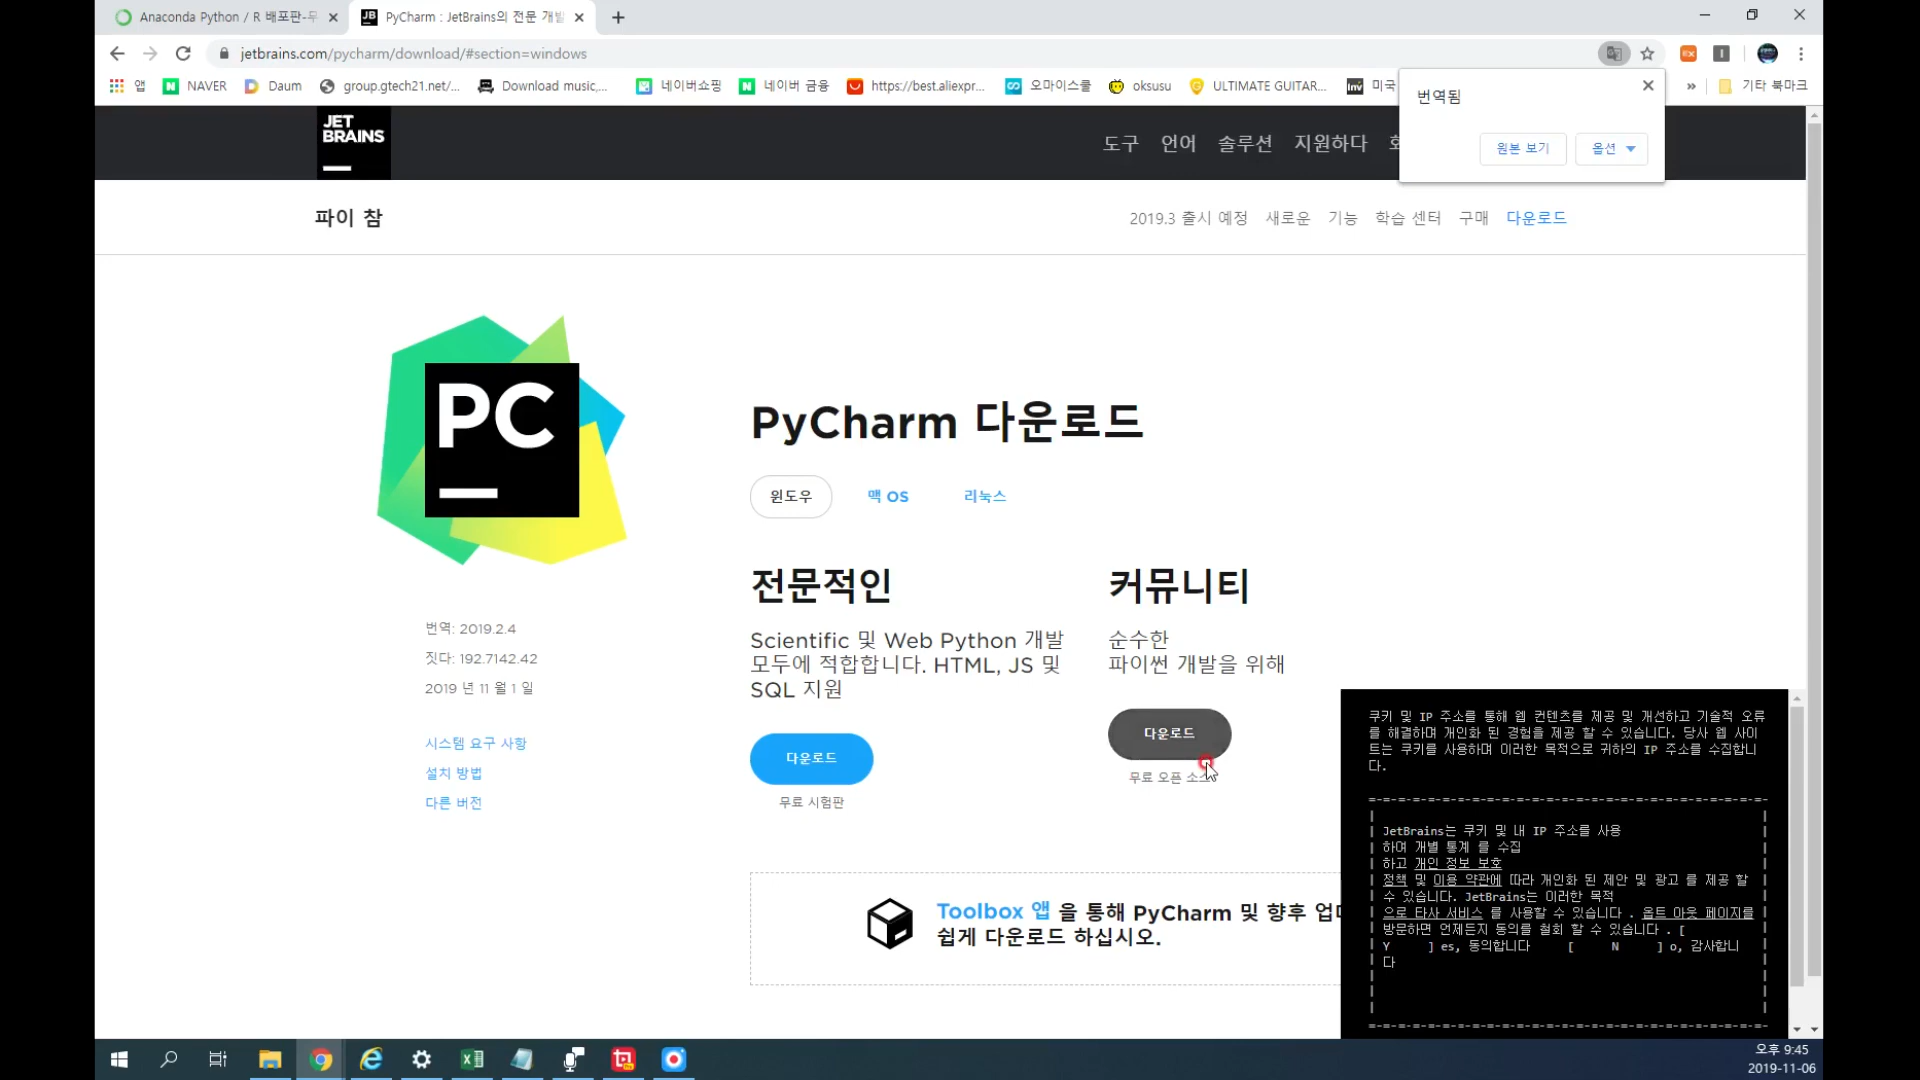 Anaconda Python / R 배포판-무
PyCharm : JetBrains의 전문 개발
jetbrains.com/pycharm/download/#section=windows
앱
NAVER
Daum
group.gtech21.net/...
Download music,...
네이버쇼핑
네이버 금융
https://best.aliexpr...
오마이스쿨
oksusu
ULTIMATE GUITAR...
미국
기타 북마크
번역됨
원본 보기
옵션
JET
BRAINS
도구 언어 솔루션 지원하다
파이 참
2019.3 출시 예정 새로운 기능 학습 센터 구매 다운로드
PC
PyCharm 다운로드
윈도우 맥 OS 리눅스
전문적인
Scientific 및 Web Python 개발
모두에 적합합니다. HTML, JS 및
SQL 지원
다운로드
무료 시험판
커뮤니티
순수한
파이썬 개발을 위해
다운로드
무료 오픈 소스
번역: 2019.2.4
짓다: 192.7142.42
2019 년 11 월 1 일
시스템 요구 사항
설치 방법
다른 버전
Toolbox 앱 을 통해 PyCharm 및 향후 업
쉽게 다운로드 하십시오.
쿠키 및 IP 주소를 통해 웹 컨텐츠를 제공 및 개선하고 기술적 오류
를 해결하며 개인화 된 경험을 제공 할 수 있습니다. 당사 웹 사이
트는 쿠키를 사용하며 이러한 목적으로 귀하의 IP 주소를 수집합니
다.
JetBrains는 쿠키 및 내 IP 주소를 사용
하여 개별 통계 를 수집
하고 개인 정보 보호
정책 및 이용 약관에 따라 개인화 된 제안 및 광고 를 제공 할
수 있습니다. JetBrains는 이러한 목적
으로 타사 서비스 를 사용할 수 있습니다 . 옵트 아웃 페이지를
방문하면 언제든지 동의를 철회 할 수 있습니다 . [
Y ] es, 동의합니다 [ N ] o, 감사합니
다
오후 9:45
2019-11-06